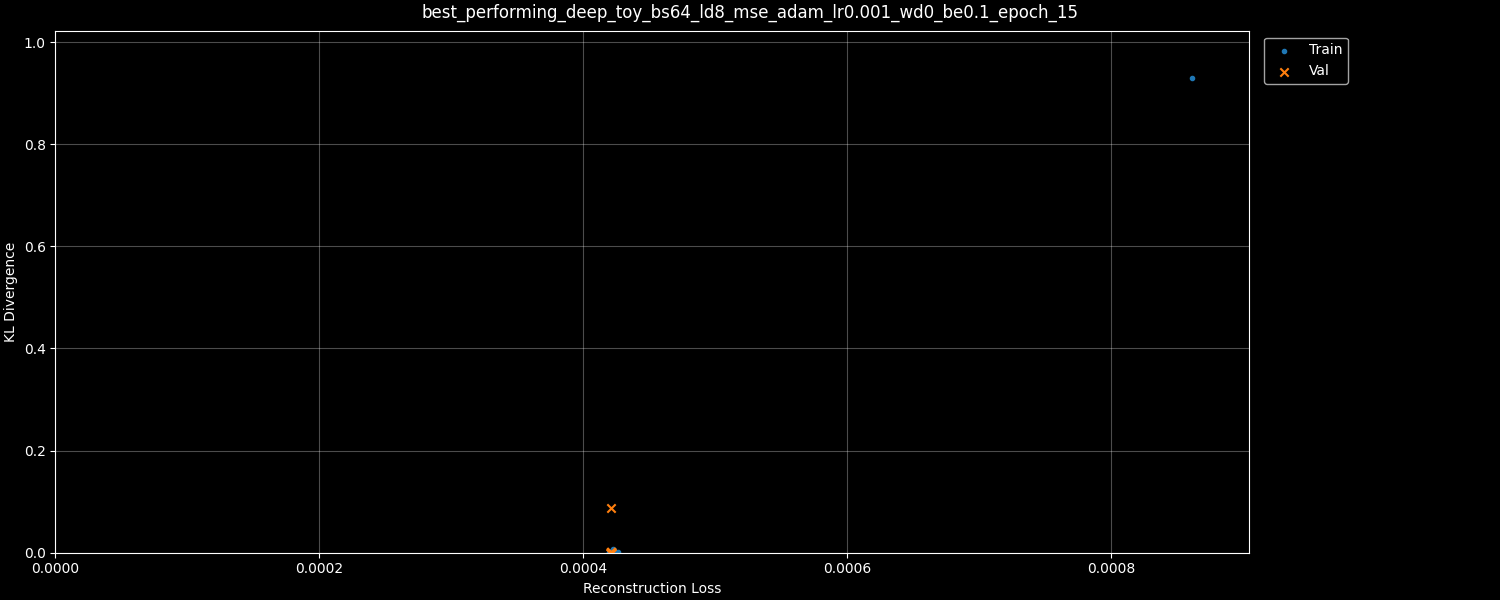 best_performing_deep_toy_bs64_ld8_mse_adam_lr0.001_wd0_be0.1_epoch_15
1.0
0.8
0.6
0.4
0.2
0.0
KL Divergence
0.0000 0.0002 0.0004 0.0006 0.0008
Reconstruction Loss
Train
Val